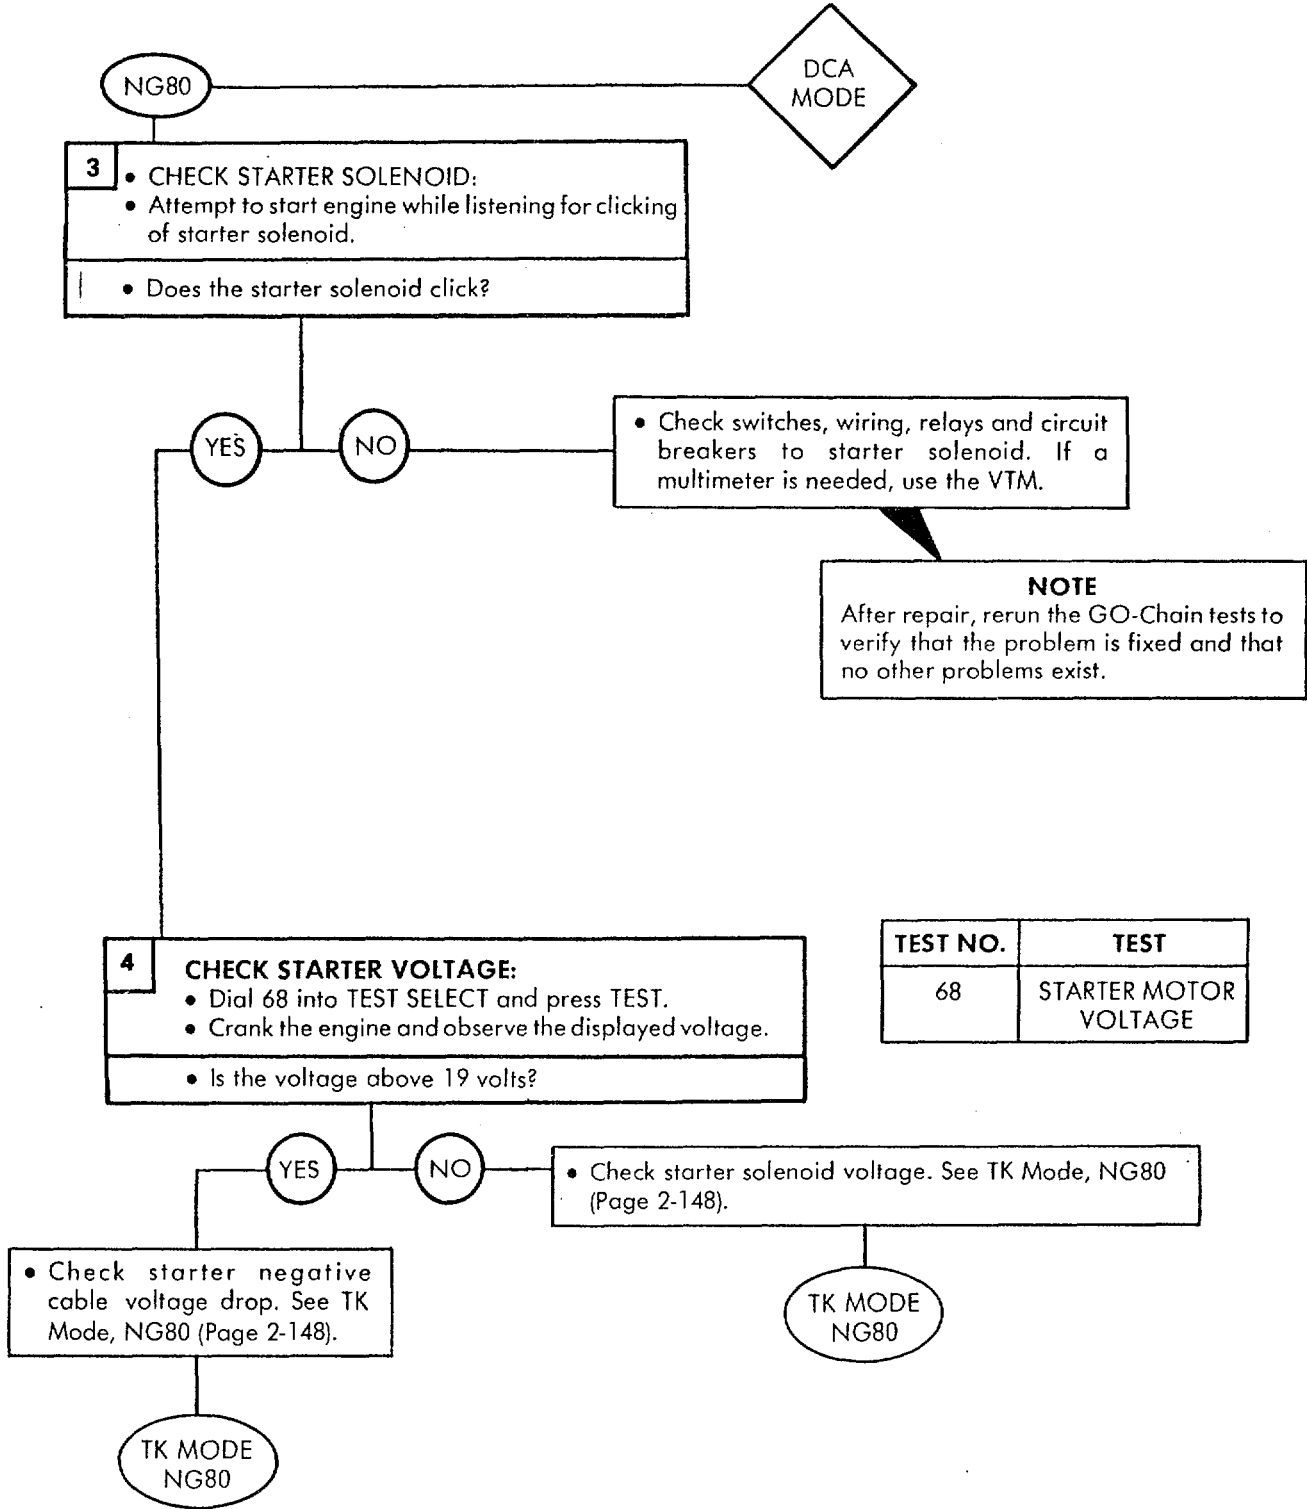 NG80
DCA
MODE
3
• CHECK STARTER SOLENOID:
• Attempt to start engine while listening for clicking
of starter solenoid.
• Does the starter solenoid click?
YES
NO
• Check switches, wiring, relays and circuit
breakers to starter solenoid. If a
multimeter is needed, use the VTM.
NOTE
After repair, rerun the GO-Chain tests to
verify that the problem is fixed and that
no other problems exist.
4
CHECK STARTER VOLTAGE:
• Dial 68 into TEST SELECT and press TEST.
• Crank the engine and observe the displayed voltage.
• Is the voltage above 19 volts?
TEST NO. TEST
68 STARTER MOTOR
VOLTAGE
YES
NO
• Check starter solenoid voltage. See TK Mode, NG80
(Page 2-148).
• Check starter negative
cable voltage drop. See TK
Mode, NG80 (Page 2-148).
TK MODE
NG80
TK MODE
NG80